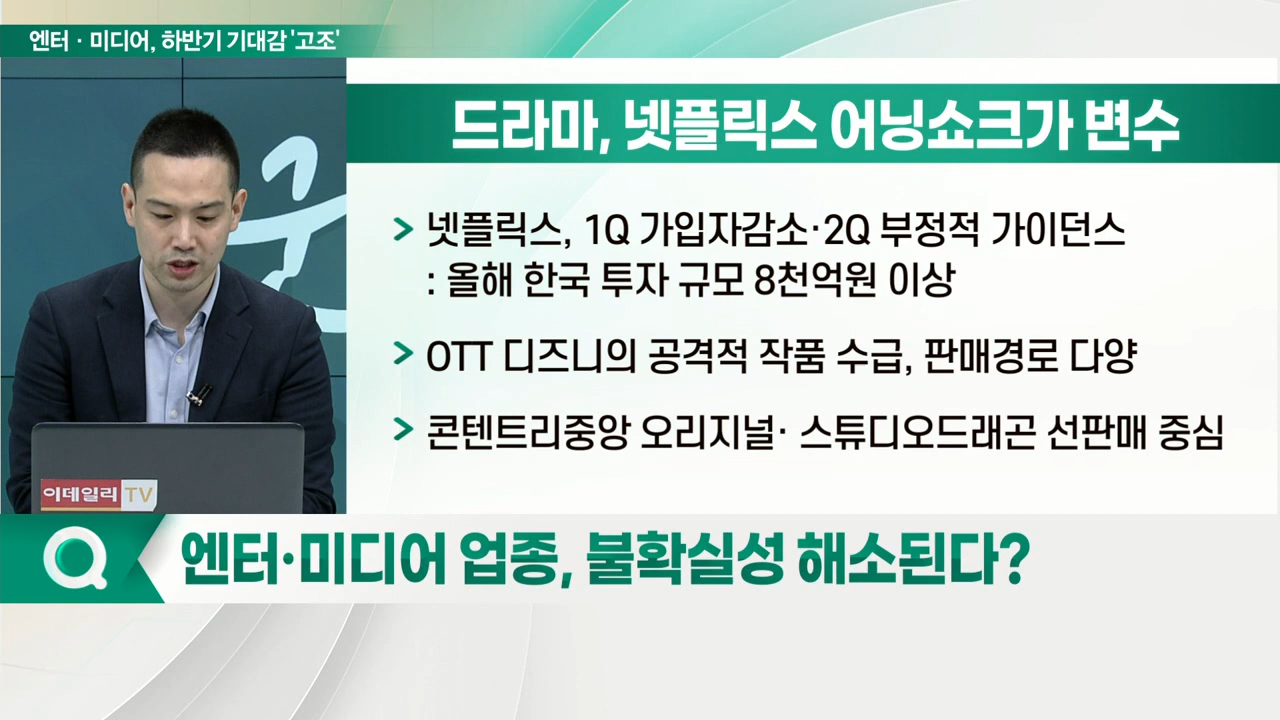 엔터 · 미디어, 하반기 기대감 '고조'
드라마, 넷플릭스 어닝쇼크가 변수
> 넷플릭스, 1Q 가입자감소·2Q 부정적 가이던스
: 올해 한국 투자 규모 8천억원 이상
> OTT 디즈니의 공격적 작품 수급, 판매경로 다양
> 콘텐트리중앙 오리지널· 스튜디오드래곤 선판매 중심
이데일리 TV
Q 엔터·미디어 업종, 불확실성 해소된다?